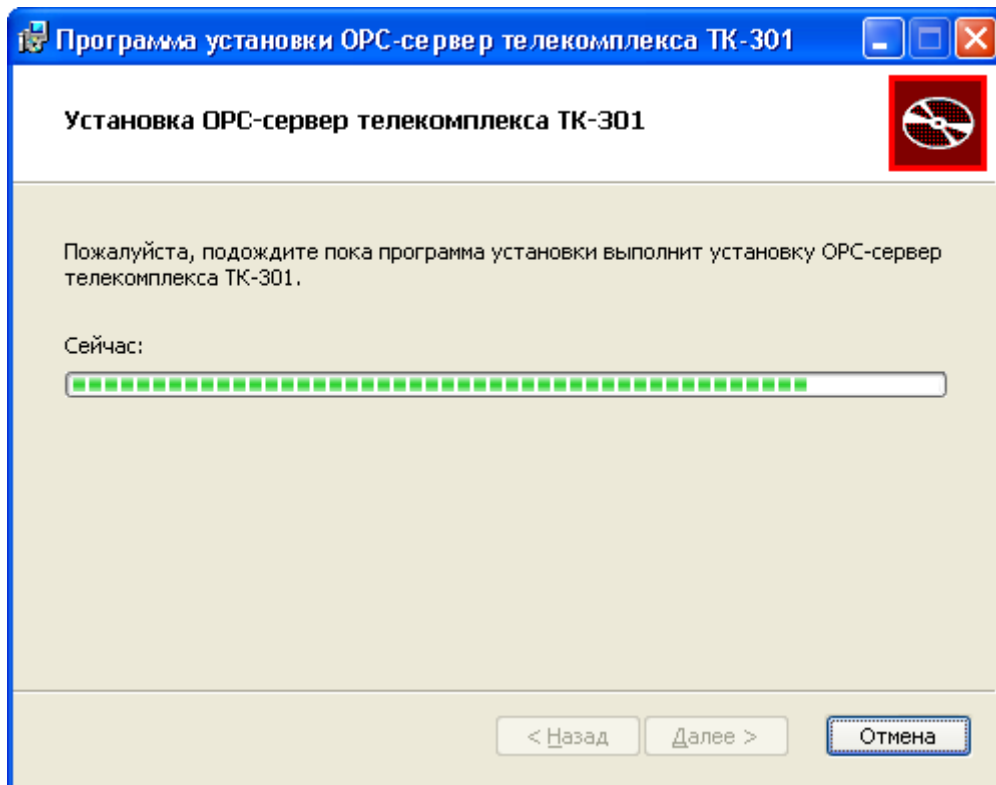 Программа установки OPC-сервер телекомплекса ТК-301
Установка OPC-сервер телекомплекса ТК-301
Пожалуйста, подождите пока программа установки выполнит установку OPC-сервер
телекомплекса ТК-301.
Сейчас:
< Назад
Далее >
Отмена